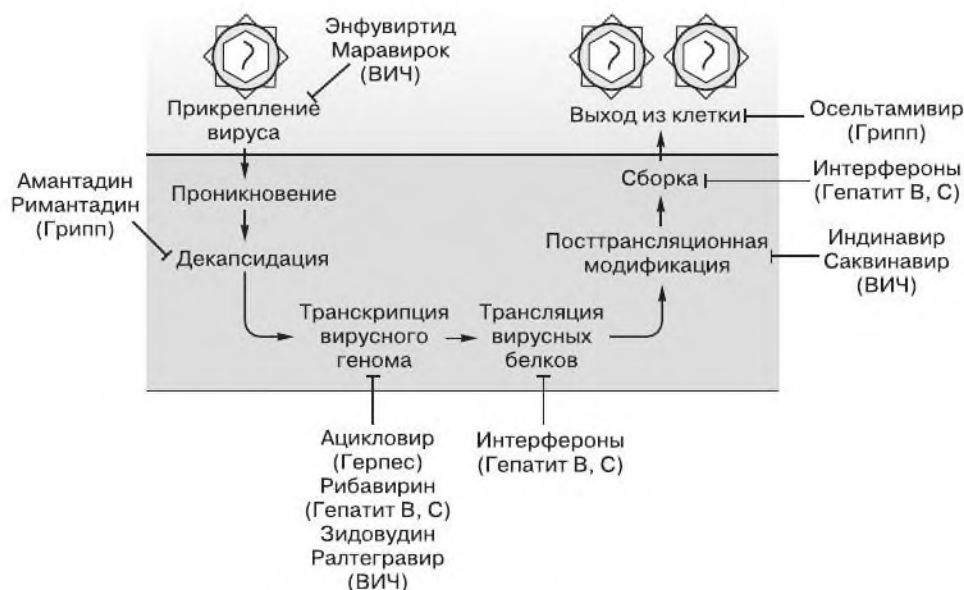 Энфувиртид
Маравирок
(ВИЧ)
Прикрепление
вируса
Выход из клетки
Осельтамивир
(Грипп)
Амантадин
Римантадин
(Грипп)
Проникновение
Сборка
Интерфероны
(Гепатит В, С)
Декапсидация
Посттрансляционная
модификация
Индинавир
Саквинавир
(ВИЧ)
Транскрипция
вирусного
генома
Трансляция
вирусных
белков
Ацикловир
(Герпес)
Рибавирин
(Гепатит В, С)
Зидовудин
Ралтегравир
(ВИЧ)
Интерфероны
(Гепатит В, С)